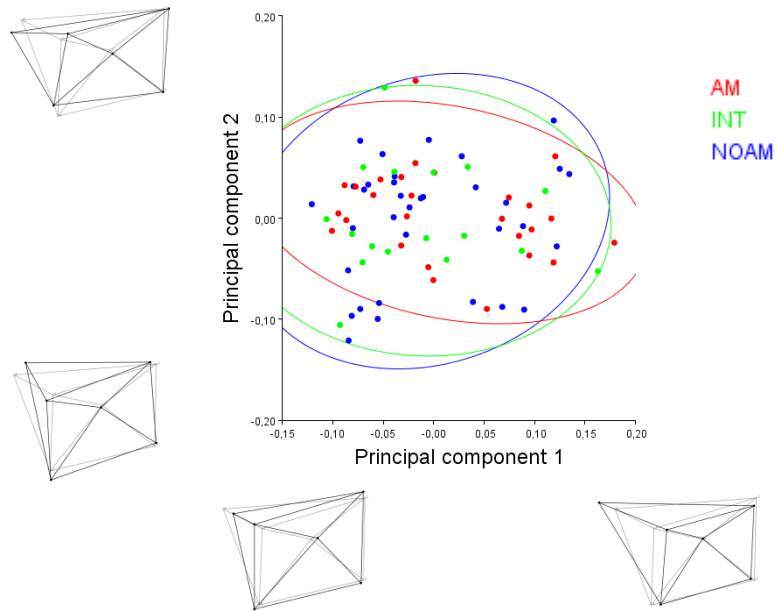 0,20
0,10
0,00
-0,10
-0,20
Principal component 2
-0,15 -0,10 -0,05 -0,00 0,05 0,10 0,15 0,20
Principal component 1
AM
INT
NOAM